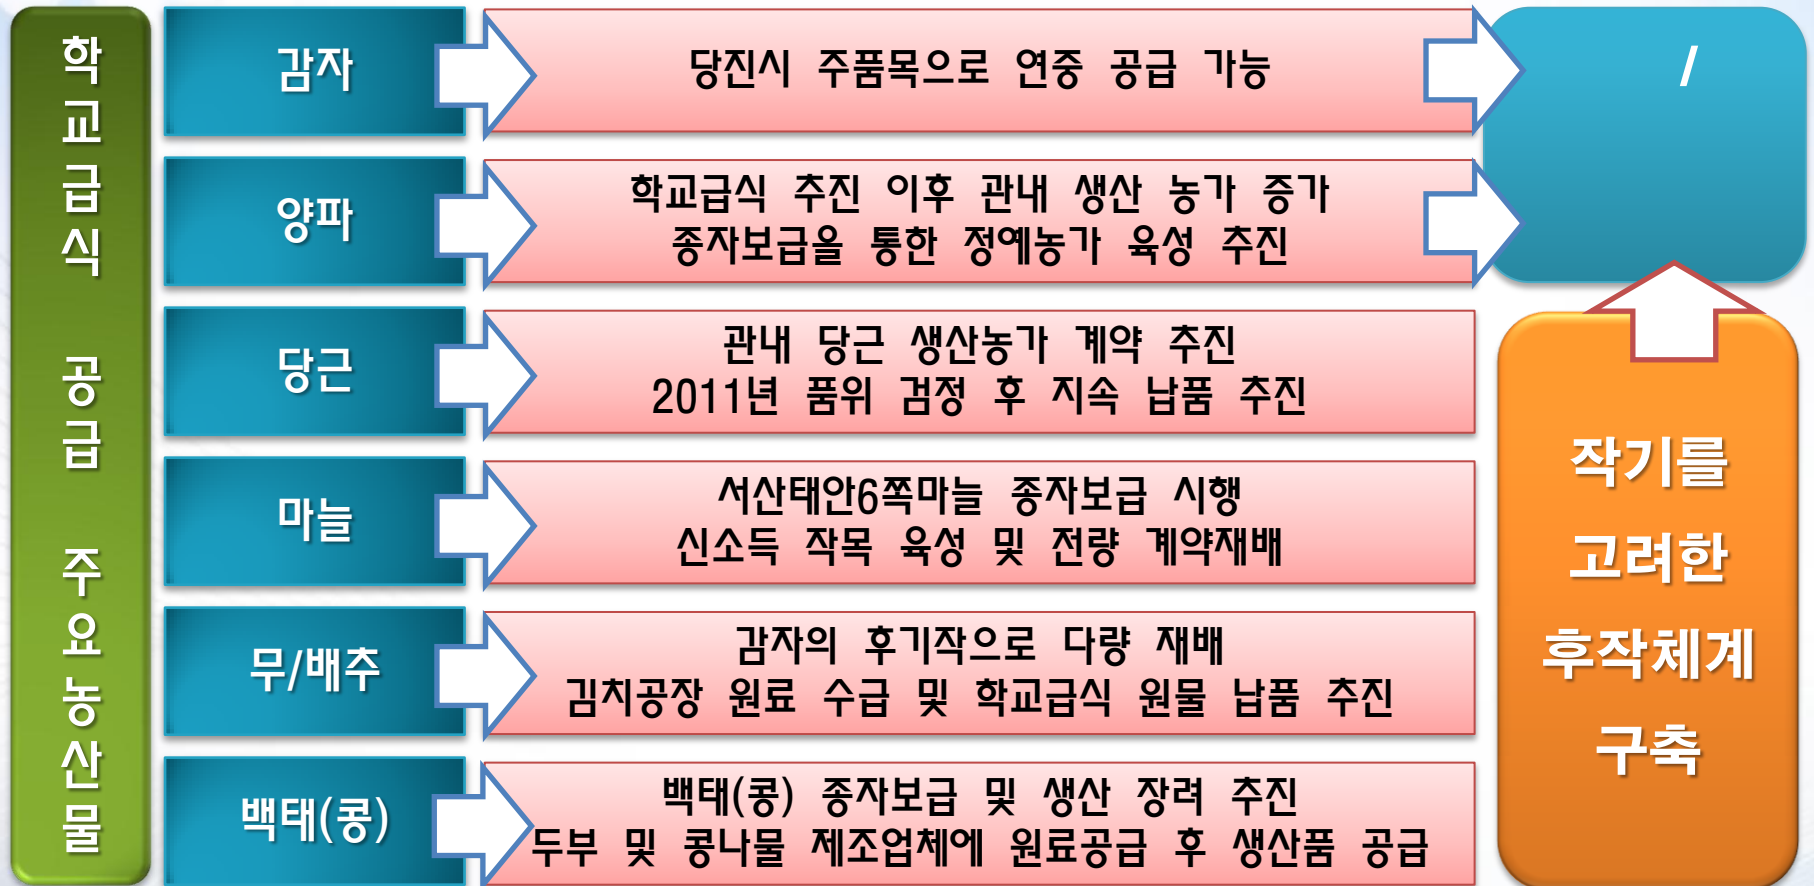 학교급식 공급 주요농산물
감자
당진시 주품목으로 연중 공급 가능
/
양파
학교급식 추진 이후 관내 생산 농가 증가
종자보급을 통한 정예농가 육성 추진
당근
관내 당근 생산농가 계약 추진
2011년 품위 검정 후 지속 납품 추진
마늘
서산태안6쪽마늘 종자보급 시행
신소득 작목 육성 및 전량 계약재배
무/배추
감자의 후기작으로 다량 재배
김치공장 원료 수급 및 학교급식 원물 납품 추진
백태(콩)
백태(콩) 종자보급 및 생산 장려 추진
두부 및 콩나물 제조업체에 원료공급 후 생산품 공급
작기를
고려한
후작체계
구축